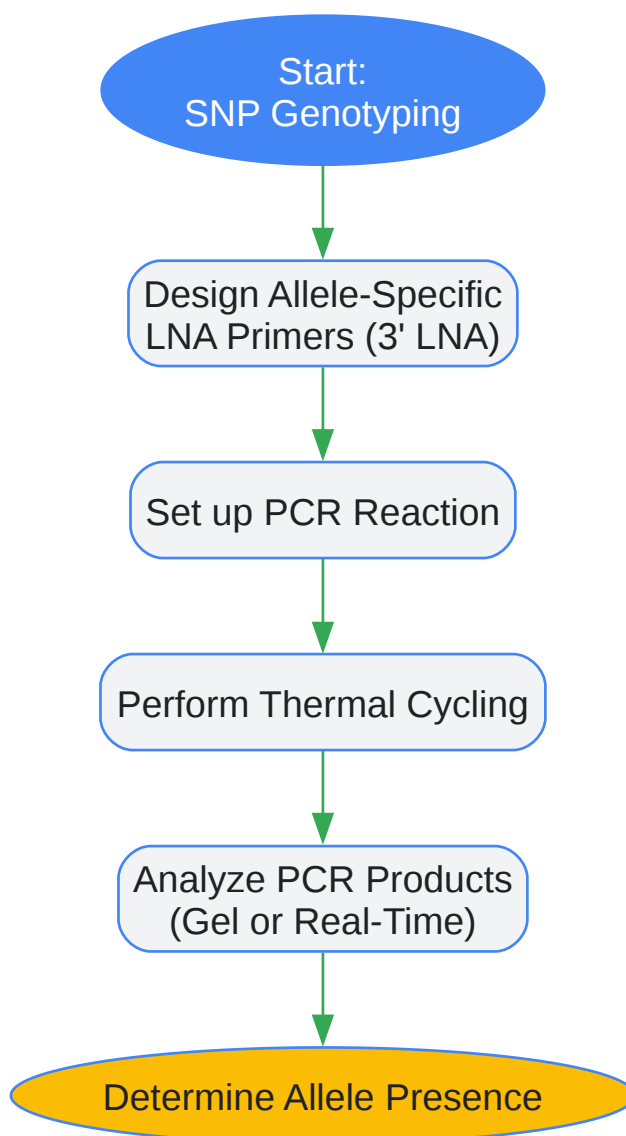 Start:
SNP Genotyping
Design Allele-Specific
LNA Primers (3' LNA)
Set up PCR Reaction
Perform Thermal Cycling
Analyze PCR Products
(Gel or Real-Time)
Determine Allele Presence